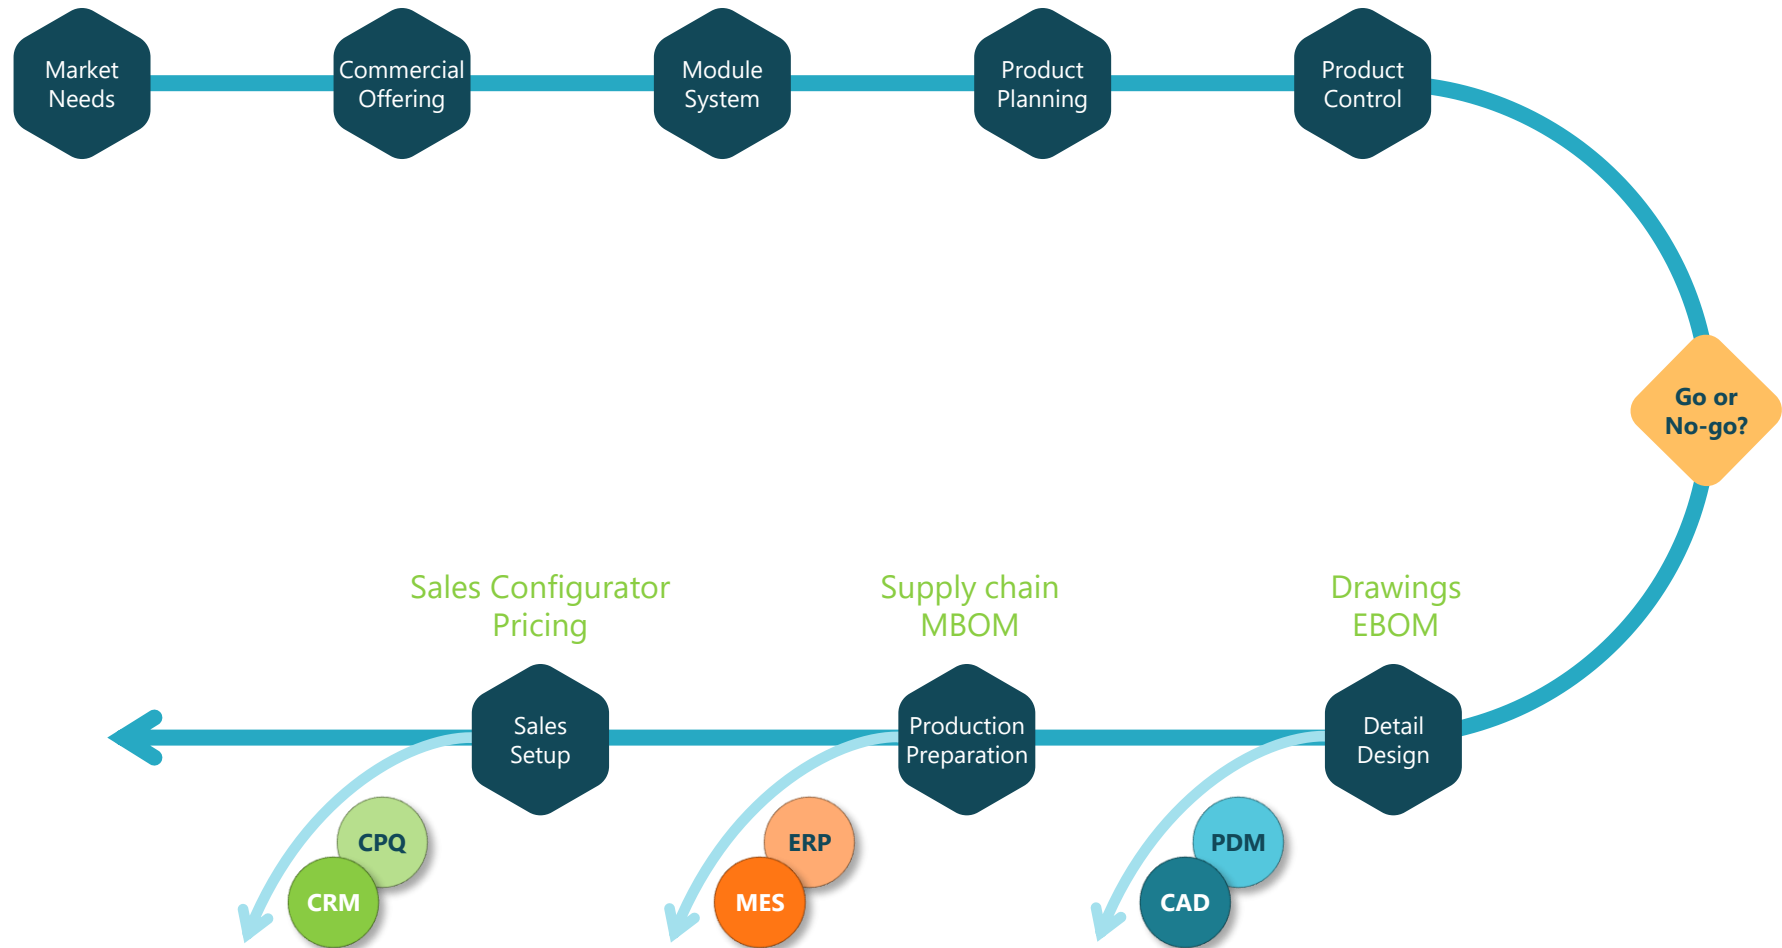 Market
Needs
Commercial
Offering
Module
System
Product
Planning
Product
Control
Go or
No-go?
Sales Configurator
Pricing
Supply chain
MBOM
Drawings
EBOM
Sales
Setup
Production
Preparation
Detail
Design
CPQ
CRM
ERP
MES
PDM
CAD